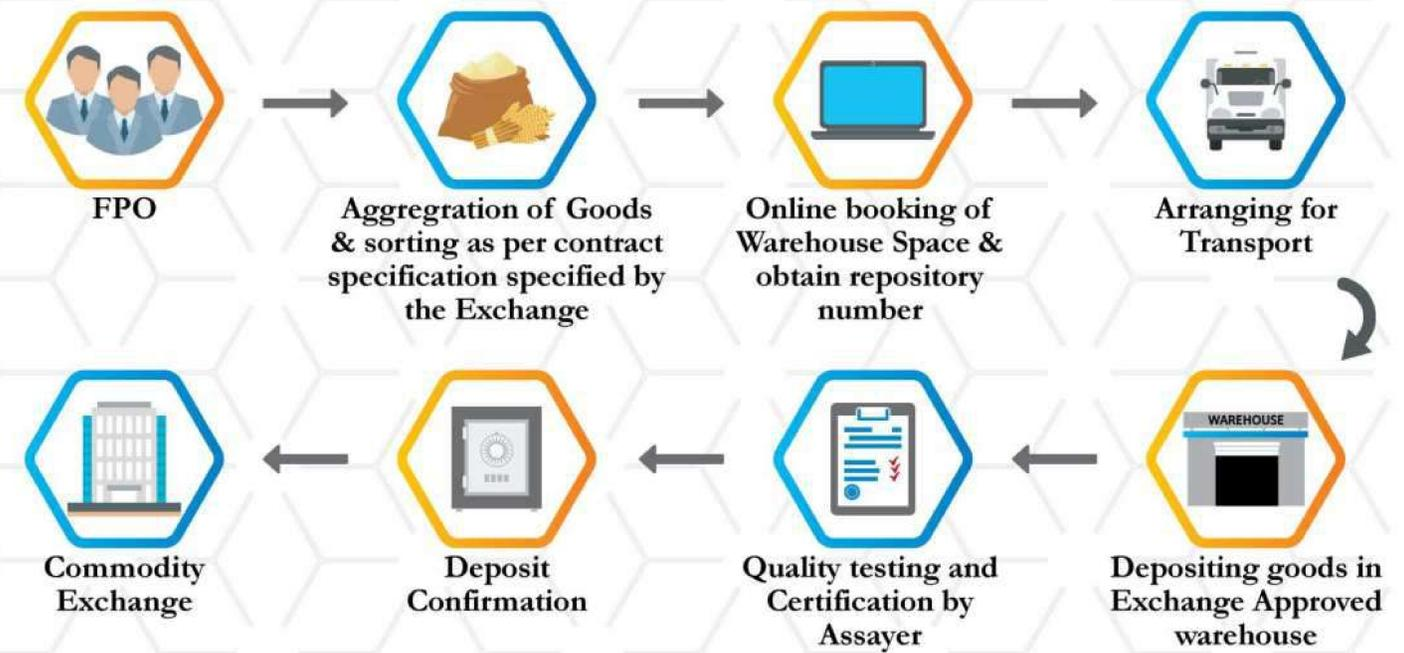 FPO
Aggregration of Goods
& sorting as per contract
specification specified by
the Exchange
Online booking of
Warehouse Space &
obtain repository
number
Arranging for
Transport
WAREHOUSE
Depositing goods in
Exchange Approved
warehouse
Quality testing and
Certification by
Assayer
Deposit
Confirmation
Commodity
Exchange